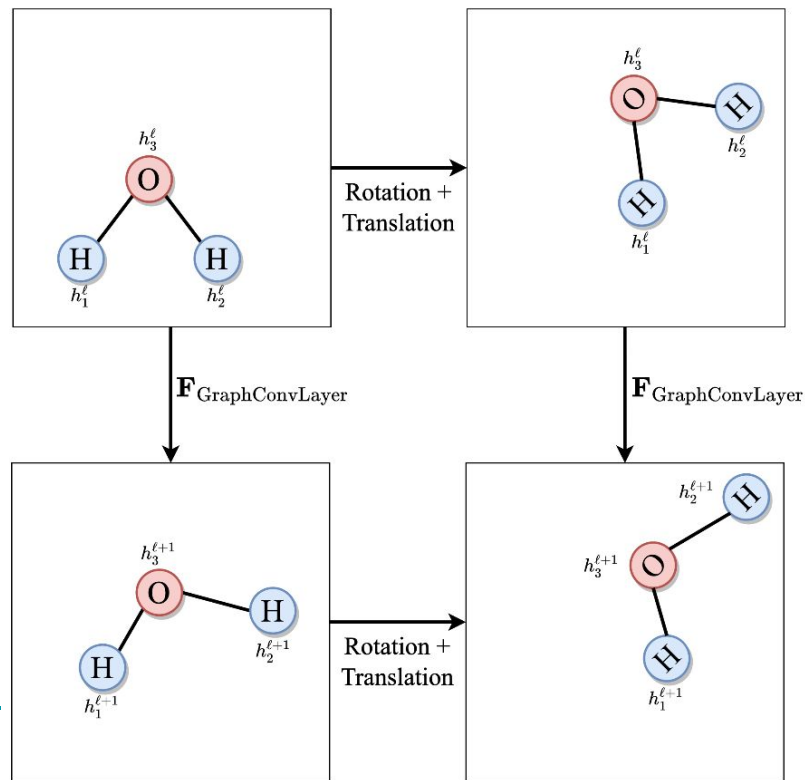 h₃^ℓ
O
H
H
h₁^ℓ
h₂^ℓ
Rotation +
Translation
h₃^ℓ
O
H
h₂^ℓ
H
h₁^ℓ
F_GraphConvLayer
F_GraphConvLayer
h₃^{ℓ+1}
O
H
h₂^{ℓ+1}
H
h₁^{ℓ+1}
Rotation +
Translation
h₂^{ℓ+1}
H
h₃^{ℓ+1}
O
H
h₁^{ℓ+1}